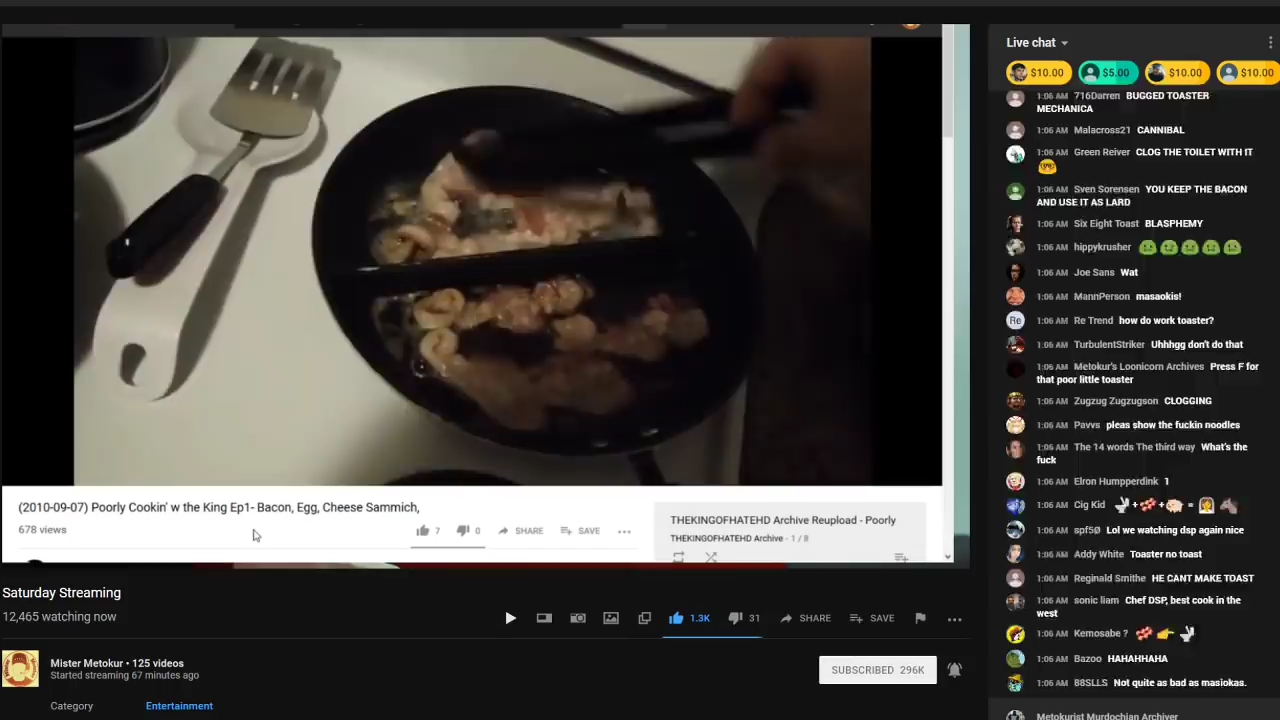 (2010-09-07) Poorly Cookin' w the King Ep1- Bacon, Egg, Cheese Sammich,
678 views
7
0
SHARE
SAVE
THEKINGOFHATEHD Archive Reupload - Poorly
THEKINGOFHATEHD Archive - 1 / 8
Saturday Streaming
12,465 watching now
1.3K
31
SHARE
SAVE
Mister Metokur • 125 videos
Started streaming 67 minutes ago
SUBSCRIBED 296K
Category
Entertainment
Live chat
$10.00
$5.00
$10.00
$10.00
1:06 AM 716Darren BUGGED TOASTER
MECHANICA
1:06 AM Malacross21 CANNIBAL
1:06 AM Green Reiver CLOG THE TOILET WITH IT
1:06 AM Sven Sorensen YOU KEEP THE BACON
AND USE IT AS LARD
1:06 AM Six Eight Toast BLASPHEMY
1:06 AM hippykrusher
1:06 AM Joe Sans Wat
1:06 AM MannPerson masaokis!
Re
1:06 AM Re Trend how do work toaster?
1:06 AM TurbulentStriker Uhhhgg don't do that
1:06 AM Metokur's Loonicorn Archives Press F for
that poor little toaster
1:06 AM Zugzug Zugzugson CLOGGING
1:06 AM Pavvs pleas show the fuckin noodles
1:06 AM The 14 words The third way What's the
fuck
1:06 AM Elron Humpperdink 1
1:06 AM Cig Kid + + =
1:06 AM spf5Ø Lol we watching dsp again nice
1:06 AM Addy White Toaster no toast
1:06 AM Reginald Smithe HE CANT MAKE TOAST
1:06 AM sonic liam Chef DSP, best cook in the
west
1:06 AM Kemosabe ?
1:06 AM Bazoo HAHAHHAHA
1:06 AM 88SLLS Not quite as bad as masiokas.
Metokurist Murdochian Archiver